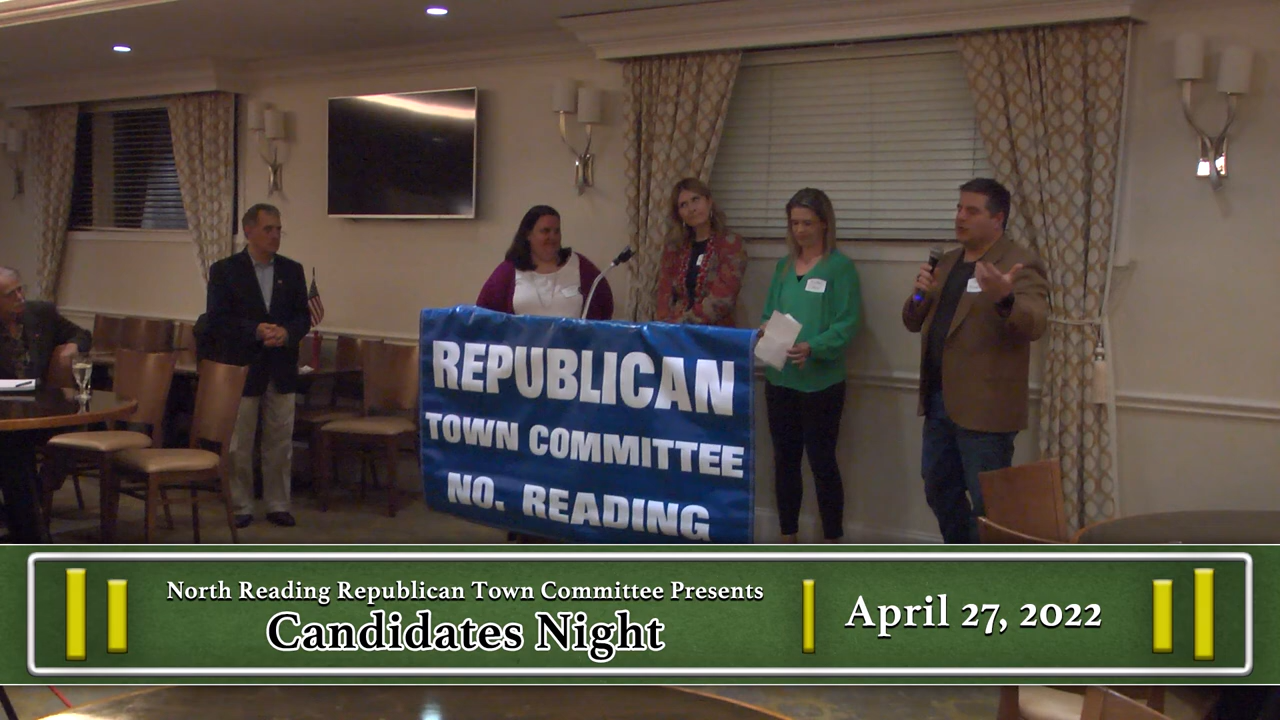 REPUBLICAN
TOWN COMMITTEE
NO. READING
North Reading Republican Town Committee Presents
Candidates Night
April 27, 2022